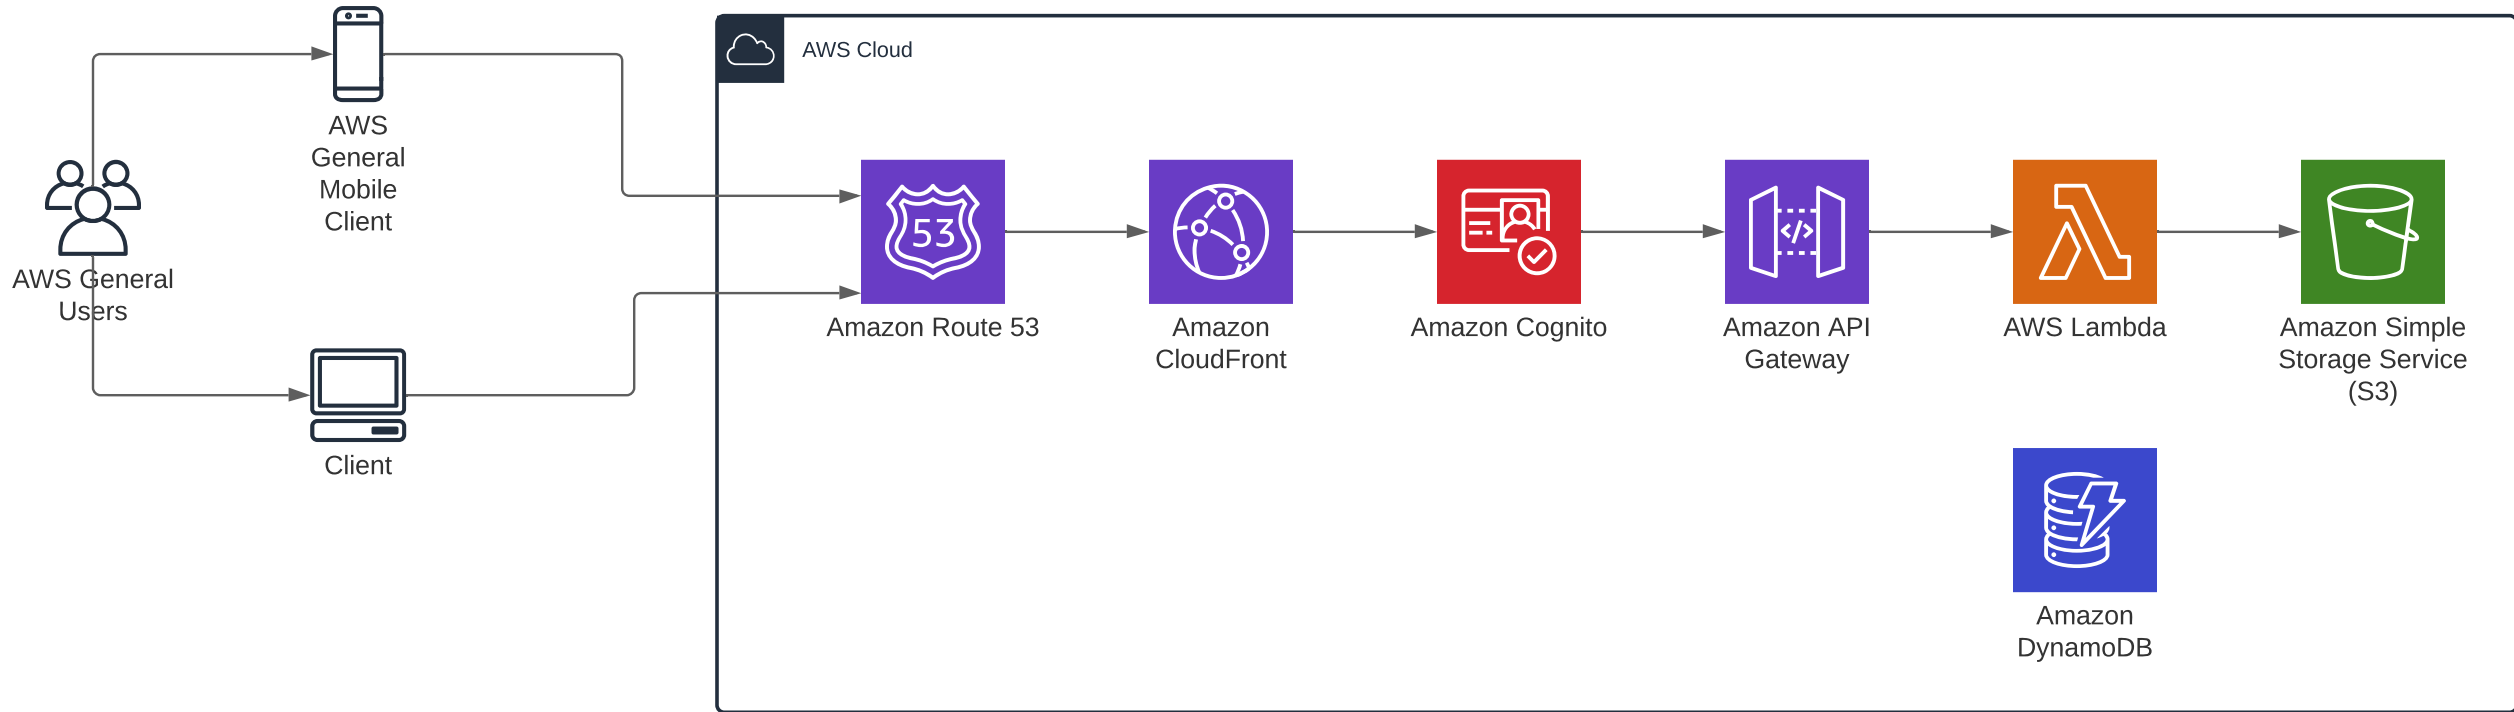 AWS Cloud
AWS
General
Mobile
Client
AWS General
Users
Client
53
Amazon Route 53
Amazon
CloudFront
Amazon Cognito
Amazon API
Gateway
AWS Lambda
Amazon Simple
Storage Service
(S3)
Amazon
DynamoDB